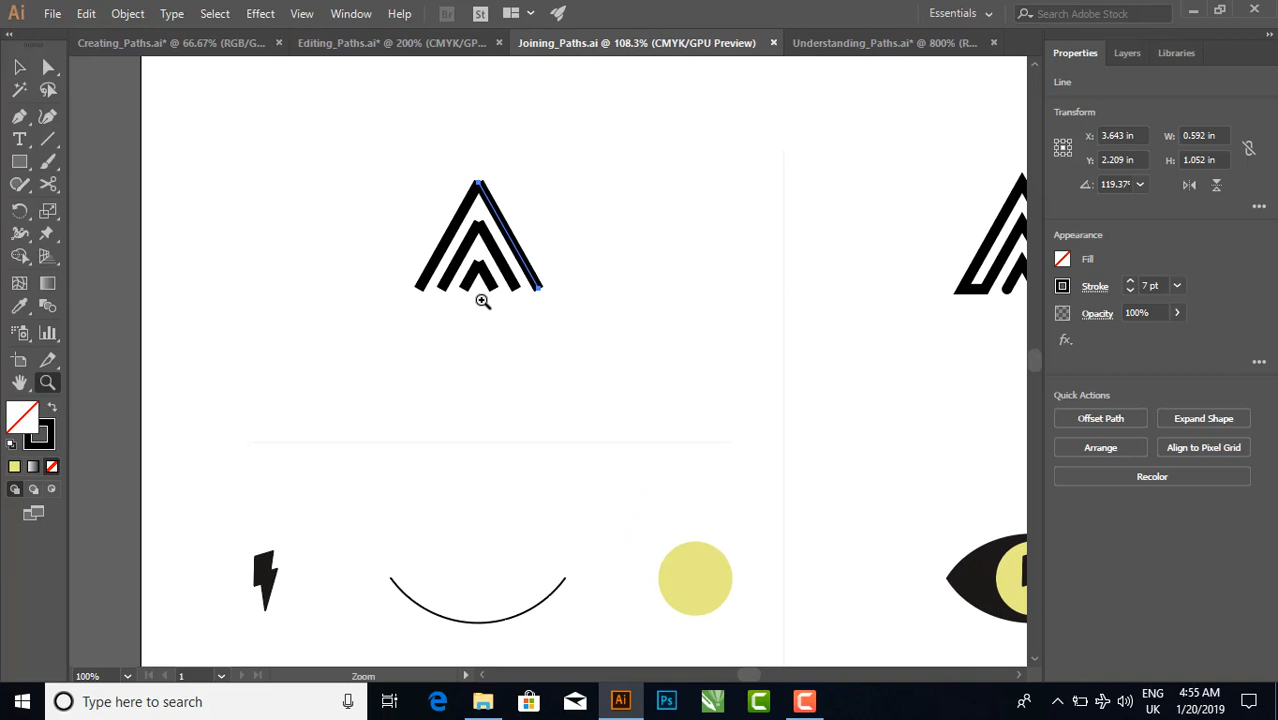 Ai File Edit Object Type Select Effect View Window Help Br St Essentials Search Adobe Stock
Creating_Paths.ai* @ 66.67% (RGB/G... Editing_Paths.ai* @ 200% (CMYK/GP... Joining_Paths.ai @ 108.3% (CMYK/GPU Preview) Understanding_Paths.ai* @ 800% (R...
Properties Layers Libraries
Line
Transform
X: 3.643 in W: 0.592 in
Y: 2.209 in H: 1.052 in
119.37°
Appearance
Fill
Stroke 7 pt
Opacity 100%
fx.
Quick Actions
Offset Path Expand Shape
Arrange Align to Pixel Grid
Recolor
100% 1 Zoom
Type here to search Ai Ps ENG 4:55 AM
UK 1/20/2019